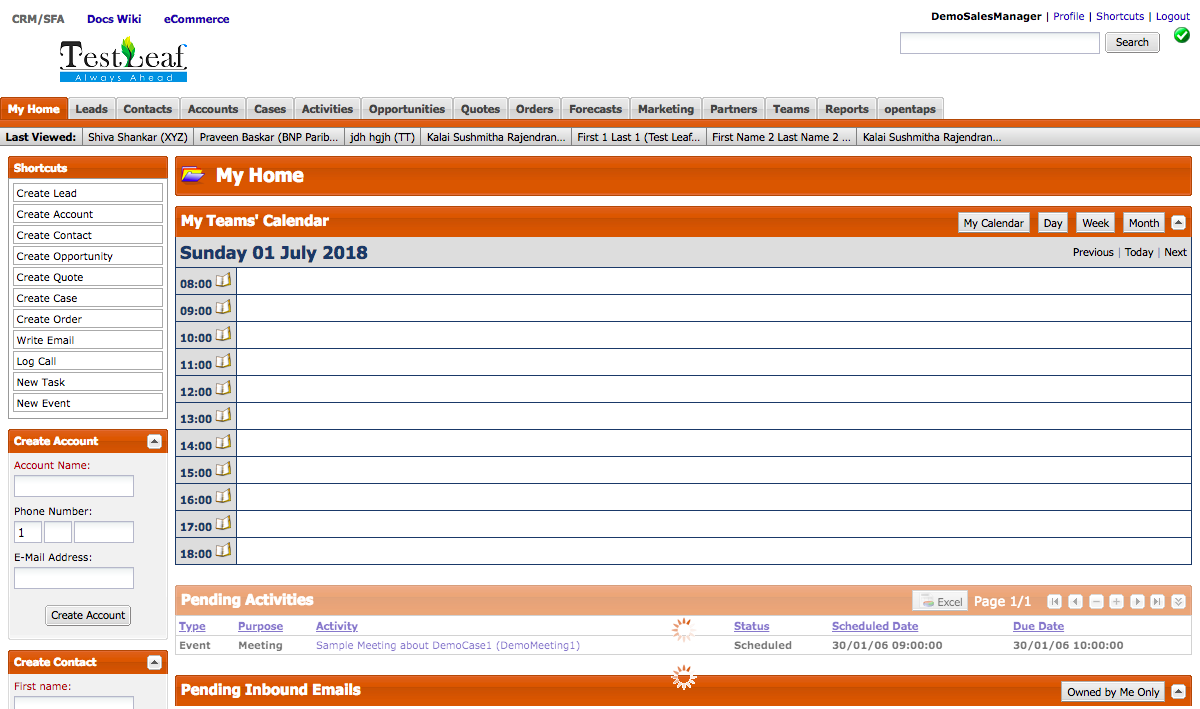 CRM/SFA Docs Wiki eCommerce
DemoSalesManager | Profile | Shortcuts | Logout
TestLeaf
Always Ahead
Search
My Home Leads Contacts Accounts Cases Activities Opportunities Quotes Orders Forecasts Marketing Partners Teams Reports opentaps
Last Viewed: Shiva Shankar (XYZ) Praveen Baskar (BNP Parib... jdh hgjh (TT) Kalai Sushmitha Rajendran... First 1 Last 1 (Test Leaf... First Name 2 Last Name 2 ... Kalai Sushmitha Rajendran...
Shortcuts
Create Lead
Create Account
Create Contact
Create Opportunity
Create Quote
Create Case
Create Order
Write Email
Log Call
New Task
New Event
Create Account
Account Name:
Phone Number:
1
E-Mail Address:
Create Account
Create Contact
First name:
My Home
My Teams' Calendar My Calendar Day Week Month
Sunday 01 July 2018 Previous | Today | Next
08:00
09:00
10:00
11:00
12:00
13:00
14:00
15:00
16:00
17:00
18:00
Pending Activities Excel Page 1/1
Type Purpose Activity Status Scheduled Date Due Date
Event Meeting Sample Meeting about DemoCase1 (DemoMeeting1) Scheduled 30/01/06 09:00:00 30/01/06 10:00:00
Pending Inbound Emails Owned by Me Only